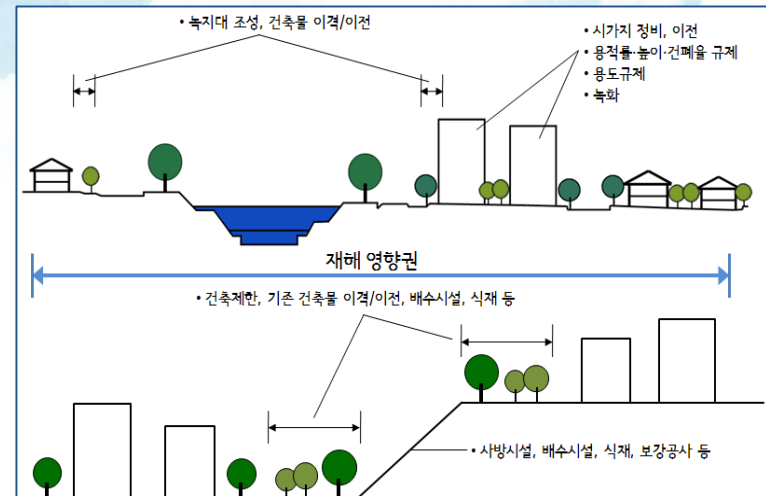 • 녹지대 조성, 건축물 이격/이전
• 시가지 정비, 이전
• 용적률·높이·건폐율 규제
• 용도규제
• 녹화
재해 영향권
• 건축제한, 기존 건축물 이격/이전, 배수시설, 식재 등
• 사방시설, 배수시설, 식재, 보강공사 등